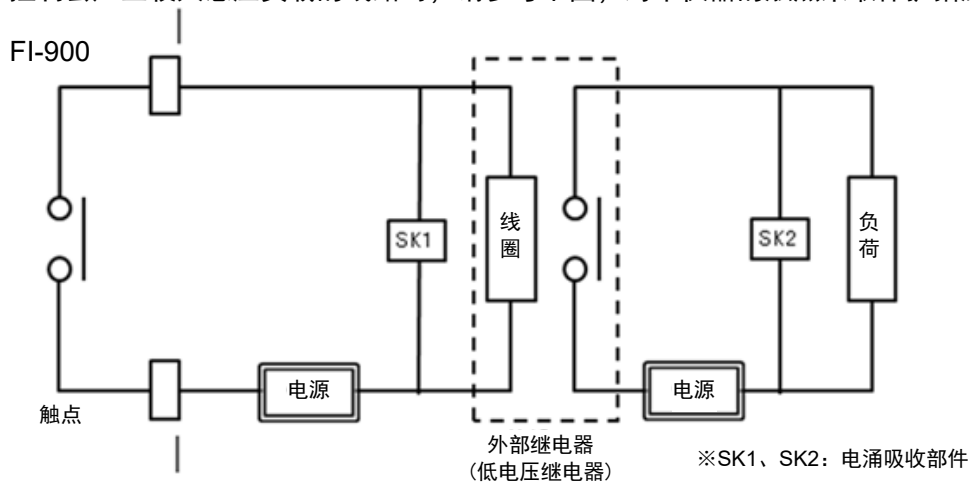 FI-900
触点
电源
SK1
线
圈
外部继电器
(低电压继电器)
电源
SK2
负
荷
※SK1、SK2：电涌吸收部件